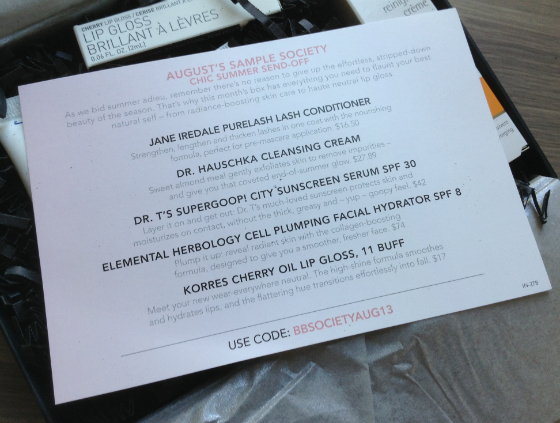 CHERRY LIP GLOSS / LESKE BRILLANT À
LIP GLOSS
BRILLANT À LÈVRES
0.06 FL. OZ.
crème
AUGUST'S SAMPLE SOCIETY
CHIC SUMMER SEND-OFF
As we bid summer adieu, remember there's no reason to give up the effortless, stripped-down
beauty of the season. That's why this month's box has everything you need to flaunt your best
natural self – from radiance-boosting skin care to haute neutral lip gloss.
JANE IREDALE PURELASH LASH CONDITIONER
Strengthen, lengthen and thicken lashes in one coat with the nourishing
formula, perfect for pre-mascara application. $16.50
DR. HAUSCHKA CLEANSING CREAM
Sweet almond meal gently exfoliates skin to remove impurities –
and give you that coveted end-of-summer glow. $27.89
DR. T'S SUPERGOOP! CITY SUNSCREEN SERUM SPF 30
Layer it on and get out: Dr. T's much-loved sunscreen protects skin and
moisturizes on contact, without the thick, greasy and – yup – goopy feel. $42
ELEMENTAL HERBOLOGY CELL PLUMPING FACIAL HYDRATOR SPF 8
Plump it up: reveal radiant skin with the collagen-boosting
formula, designed to give you a smoother, fresher face. $74
KORRES CHERRY OIL LIP GLOSS, 11 BUFF
Meet your new wear-everywhere neutral. The high-shine formula smoothes
and hydrates lips, and the flattering hue transitions effortlessly into fall. $17
USE CODE: BBSOCIETYAUG13